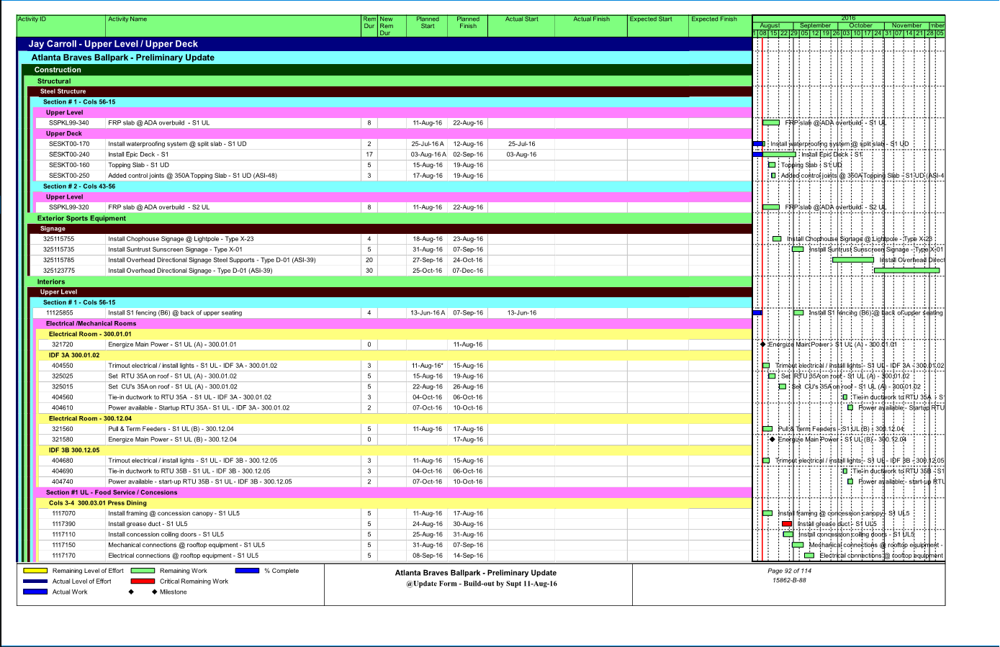 Activity ID Activity Name Rem Dur New Rem Dur Planned Start Planned Finish Actual Start Actual Finish Expected Start Expected Finish 2016
August September October November mber
1 08 15 22 29 05 12 19 26 03 10 17 24 31 07 14 21 28 05
Jay Carroll - Upper Level / Upper Deck
Atlanta Braves Ballpark - Preliminary Update
Construction
Structural
Steel Structure
Section # 1 - Cols 56-15
Upper Level
SSPKL99-340 FRP slab @ ADA overbuild - S1 UL 8 11-Aug-16 22-Aug-16 FRP slab @ ADA overbuild - S1 UL
Upper Deck
SESKT00-170 Install waterproofing system @ split slab - S1 UD 2 25-Jul-16 A 12-Aug-16 25-Jul-16 Install waterproofing system @ split slab - S1 UD
SESKT00-240 Install Epic Deck - S1 17 03-Aug-16 A 02-Sep-16 03-Aug-16 Install Epic Deck - S1
SESKT00-160 Topping Slab - S1 UD 5 15-Aug-16 19-Aug-16 Topping Slab - S1 UD
SESKT00-250 Added control joints @ 350A Topping Slab - S1 UD (ASI-48) 3 17-Aug-16 19-Aug-16 Added control joints @ 350A Topping Slab - S1 UD (ASI-4
Section # 2 - Cols 43-56
Upper Level
SSPKL99-320 FRP slab @ ADA overbuild - S2 UL 8 11-Aug-16 22-Aug-16 FRP slab @ ADA overbuild - S2 UL
Exterior Sports Equipment
Signage
325115755 Install Chophouse Signage @ Lightpole - Type X-23 4 18-Aug-16 23-Aug-16 Install Chophouse Signage @ Lightpole - Type X-23
325115735 Install Suntrust Sunscreen Signage - Type X-01 5 31-Aug-16 07-Sep-16 Install Suntrust Sunscreen Signage - Type X-01
325115785 Install Overhead Directional Signage Steel Supports - Type D-01 (ASI-39) 20 27-Sep-16 24-Oct-16 Install Overhead Direct
325123775 Install Overhead Directional Signage - Type D-01 (ASI-39) 30 25-Oct-16 07-Dec-16
Interiors
Upper Level
Section # 1 - Cols 56-15
11125855 Install S1 fencing (B6) @ back of upper seating 4 13-Jun-16 A 07-Sep-16 13-Jun-16 Install S1 fencing (B6) @ back of upper seating
Electrical /Mechanical Rooms
Electrical Room - 300.01.01
321720 Energize Main Power - S1 UL (A) - 300.01.01 0 11-Aug-16 Energize Main Power - S1 UL (A) - 300.01.01
IDF 3A 300.01.02
404550 Trimout electrical / install lights - S1 UL - IDF 3A - 300.01.02 3 11-Aug-16* 15-Aug-16 Trimout electrical / install lights - S1 UL - IDF 3A - 300.01.02
325025 Set RTU 35A on roof - S1 UL (A) - 300.01.02 5 15-Aug-16 19-Aug-16 Set RTU 35A on roof - S1 UL (A) - 300.01.02
325015 Set CU's 35A on roof - S1 UL (A) - 300.01.02 5 22-Aug-16 26-Aug-16 Set CU's 35A on roof - S1 UL (A) - 300.01.02
404560 Tie-in ductwork to RTU 35A - S1 UL - IDF 3A - 300.01.02 3 04-Oct-16 06-Oct-16 Tie-in ductwork to RTU 35A - S1
404610 Power available - Startup RTU 35A - S1 UL - IDF 3A - 300.01.02 2 07-Oct-16 10-Oct-16 Power available - Startup RTU
Electrical Room - 300.12.04
321560 Pull & Term Feeders - S1 UL (B) - 300.12.04 5 11-Aug-16 17-Aug-16 Pull & Term Feeders - S1 UL (B) - 300.12.04
321580 Energize Main Power - S1 UL (B) - 300.12.04 0 17-Aug-16 Energize Main Power - S1 UL (B) - 300.12.04
IDF 3B 300.12.05
404680 Trimout electrical / install lights - S1 UL - IDF 3B - 300.12.05 3 11-Aug-16 15-Aug-16 Trimout electrical / install lights - S1 UL - IDF 3B - 300.12.05
404690 Tie-in ductwork to RTU 35B - S1 UL - IDF 3B - 300.12.05 3 04-Oct-16 06-Oct-16 Tie-in ductwork to RTU 35B - S1
404740 Power available - start-up RTU 35B - S1 UL - IDF 3B - 300.12.05 2 07-Oct-16 10-Oct-16 Power available - start-up RTU
Section #1 UL - Food Service / Concesions
Cols 3-4 300.03.01 Press Dining
1117070 Install framing @ concession canopy - S1 UL5 5 11-Aug-16 17-Aug-16 Install framing @ concession canopy - S1 UL5
1117390 Install grease duct - S1 UL5 5 24-Aug-16 30-Aug-16 Install grease duct - S1 UL5
1117110 Install concession coiling doors - S1 UL5 5 25-Aug-16 31-Aug-16 Install concession coiling doors - S1 UL5
1117150 Mechanical connections @ rooftop equipment - S1 UL5 5 31-Aug-16 07-Sep-16 Mechanical connections @ rooftop equipment -
1117170 Electrical connections @ rooftop equipment - S1 UL5 5 08-Sep-16 14-Sep-16 Electrical connections @ rooftop equipment
Remaining Level of Effort Remaining Work % Complete
Actual Level of Effort Critical Remaining Work
Actual Work Milestone
Atlanta Braves Ballpark - Preliminary Update
@Update Form - Build-out by Supt 11-Aug-16
Page 92 of 114
15862-B-88